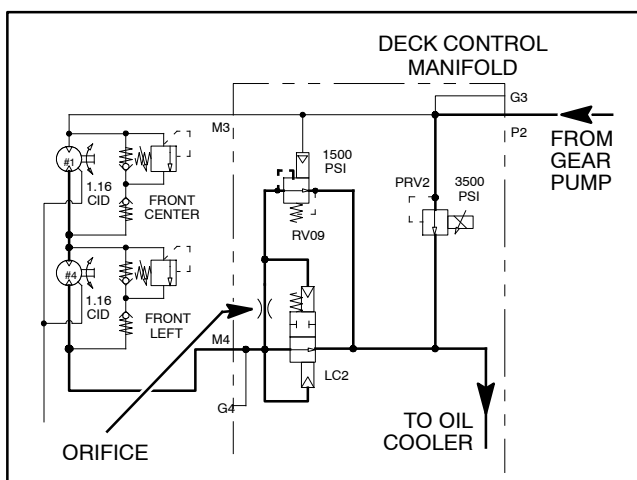 DECK CONTROL
MANIFOLD
G3
M3
P2
FROM
GEAR
PUMP
1500
PSI
PRV2
3500
PSI
#1
1.16
CID
FRONT
CENTER
RV09
#4
1.16
CID
FRONT
LEFT
M4
LC2
G4
ORIFICE
TO OIL
COOLER